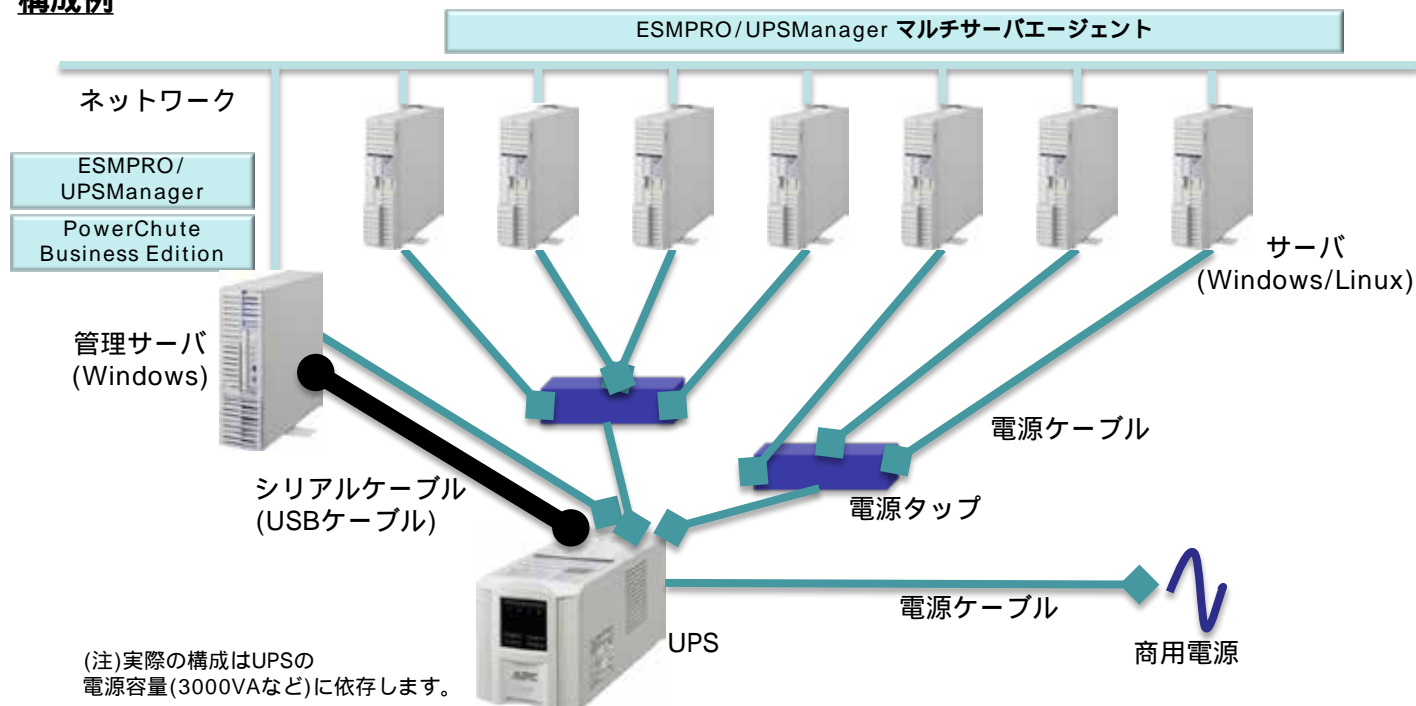 構成例
ESMPRO/UPSManager マルチサーバエージェント
ネットワーク
ESMPRO/
UPSManager
PowerChute
Business Edition
サーバ
(Windows/Linux)
管理サーバ
(Windows)
電源ケーブル
シリアルケーブル
(USBケーブル)
電源タップ
電源ケーブル
UPS
商用電源
(注)実際の構成はUPSの
電源容量(3000VAなど)に依存します。
APC